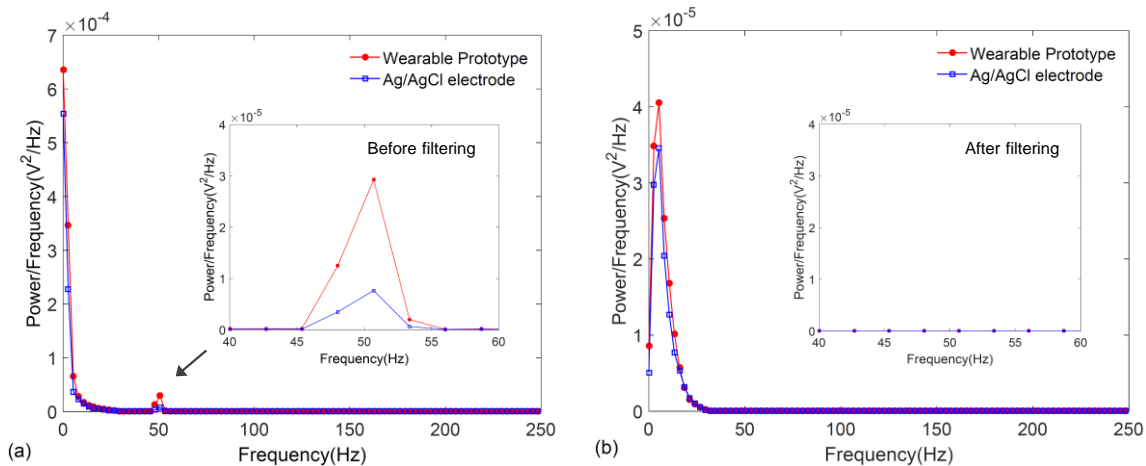 ×10^-4
7
6
5
4
3
2
1
0
Power/Frequency(V^2/Hz)
0 50 100 150 200 250
Frequency(Hz)
(a)
Wearable Prototype
Ag/AgCl electrode
×10^-5
4
3
2
1
0
Power/Frequency(V^2/Hz)
Before filtering
40 45 50 55 60
Frequency(Hz)
×10^-5
5
4
3
2
1
0
Power/Frequency(V^2/Hz)
0 50 100 150 200 250
Frequency(Hz)
(b)
Wearable Prototype
Ag/AgCl electrode
×10^-5
4
3
2
1
0
Power/Frequency(V^2/Hz)
After filtering
40 45 50 55 60
Frequency(Hz)